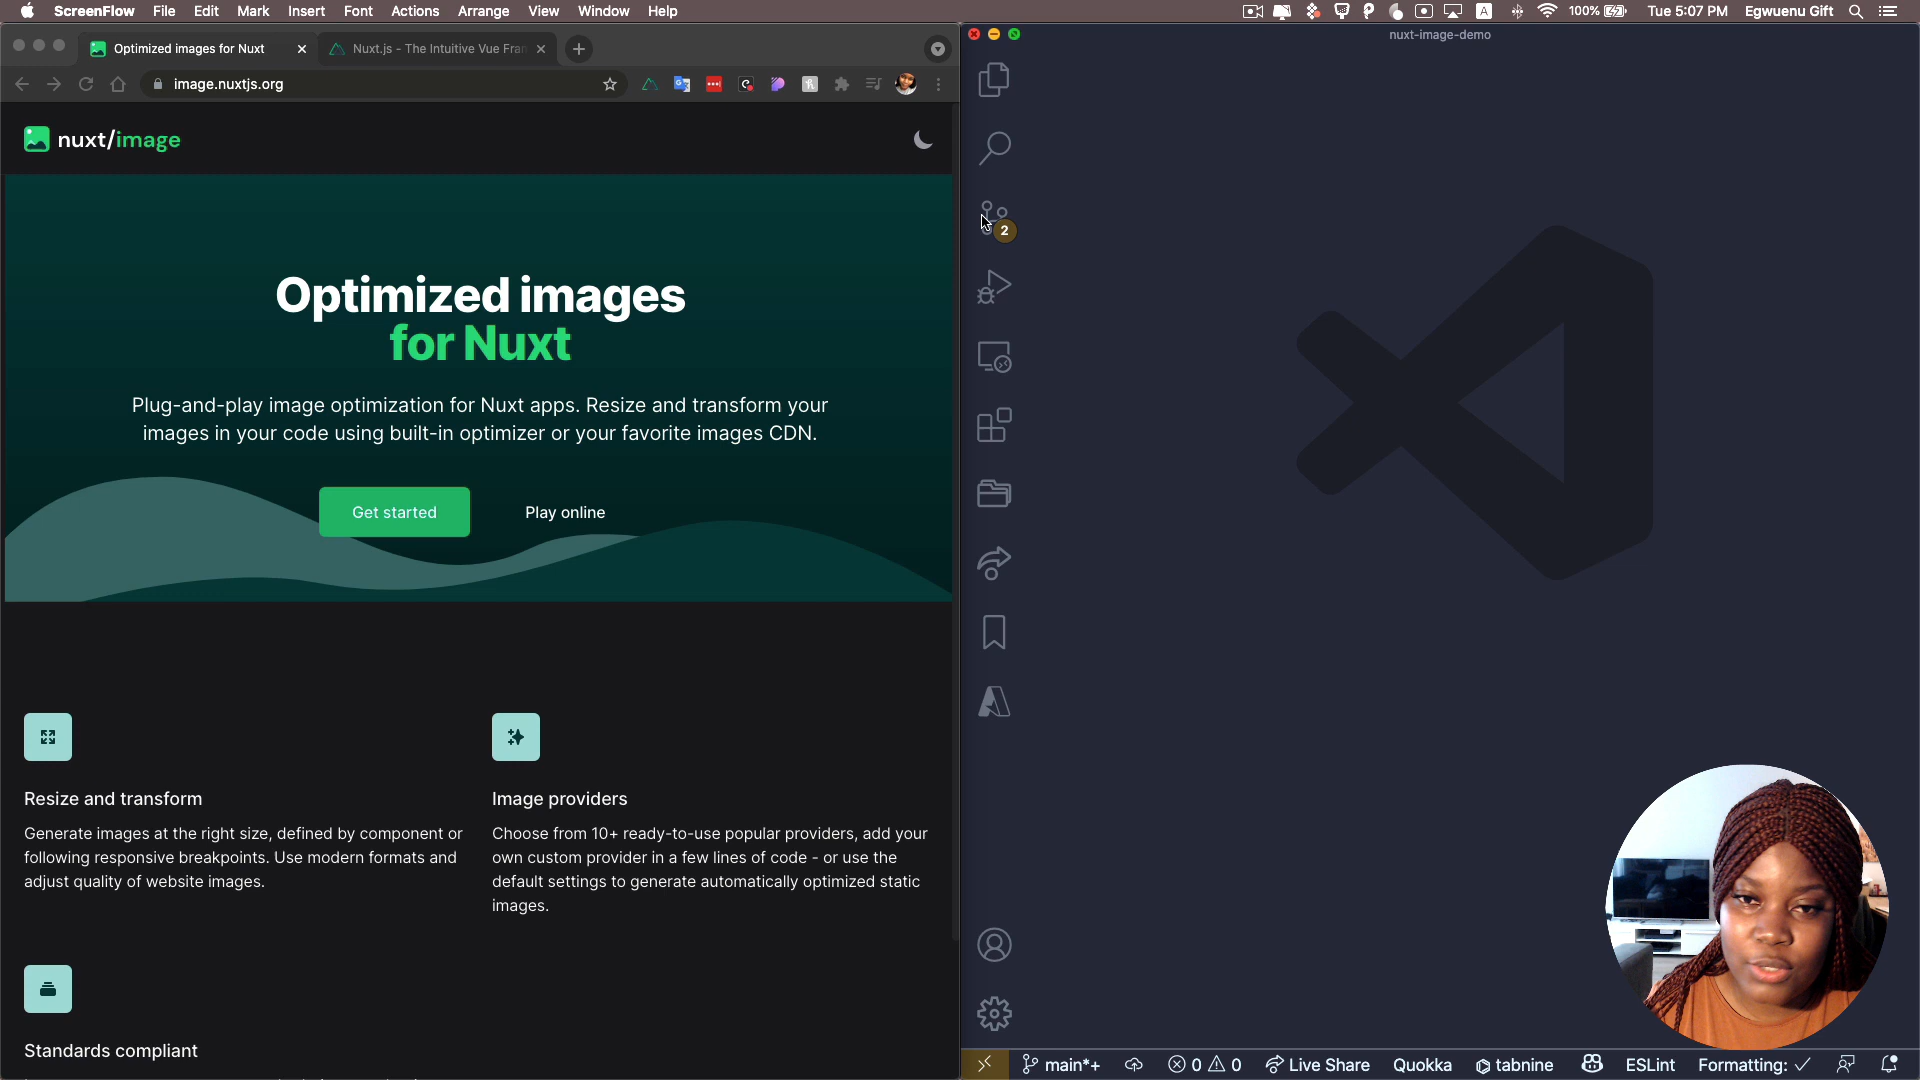 ScreenFlow File Edit Mark Insert Font Actions Arrange View Window Help
A 100% Tue 5:07 PM Egwuenu Gift
Optimized images for Nuxt
Nuxt.js - The Intuitive Vue Fran
nuxt-image-demo
image.nuxtjs.org
nuxt/image
2
Optimized images
for Nuxt
Plug-and-play image optimization for Nuxt apps. Resize and transform your
images in your code using built-in optimizer or your favorite images CDN.
Get started
Play online
Resize and transform
Generate images at the right size, defined by component or
following responsive breakpoints. Use modern formats and
adjust quality of website images.
Image providers
Choose from 10+ ready-to-use popular providers, add your
own custom provider in a few lines of code - or use the
default settings to generate automatically optimized static
images.
Standards compliant
main*+ 0 0 Live Share Quokka tabnine ESLint Formatting: ✓